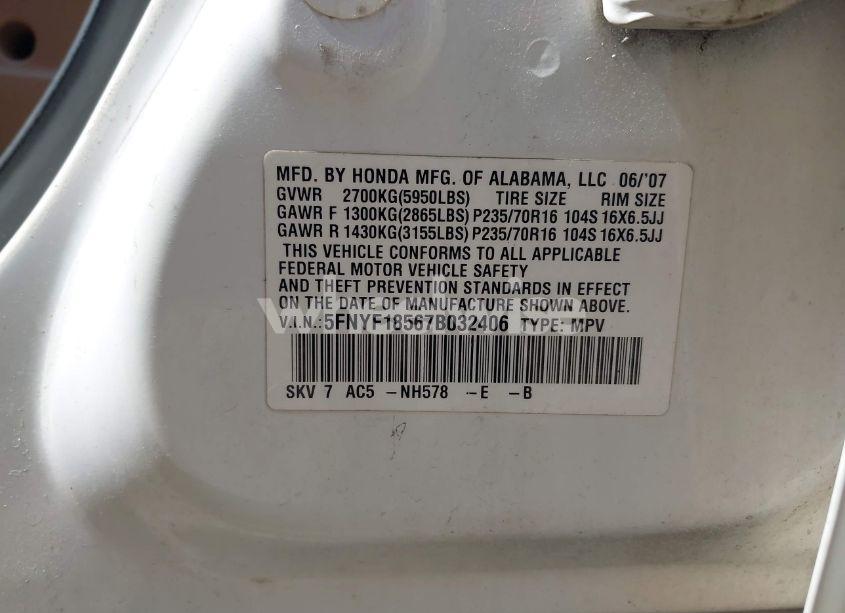 MFD. BY HONDA MFG. OF ALABAMA, LLC 06/'07
GVWR 2700KG(5950LBS) TIRE SIZE RIM SIZE
GAWR F 1300KG(2865LBS) P235/70R16 104S 16X6.5JJ
GAWR R 1430KG(3155LBS) P235/70R16 104S 16X6.5JJ
THIS VEHICLE CONFORMS TO ALL APPLICABLE
FEDERAL MOTOR VEHICLE SAFETY
AND THEFT PREVENTION STANDARDS IN EFFECT
ON THE DATE OF MANUFACTURE SHOWN ABOVE.
V.I.N.: 5FNYF18567B032406 TYPE: MPV
SKV 7 AC5 -NH578 -E -B